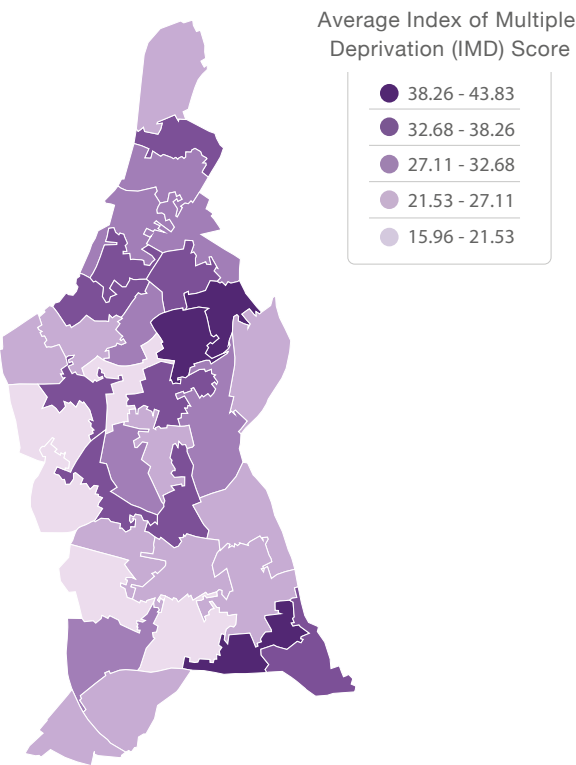 Average Index of Multiple
Deprivation (IMD) Score
38.26 - 43.83
32.68 - 38.26
27.11 - 32.68
21.53 - 27.11
15.96 - 21.53